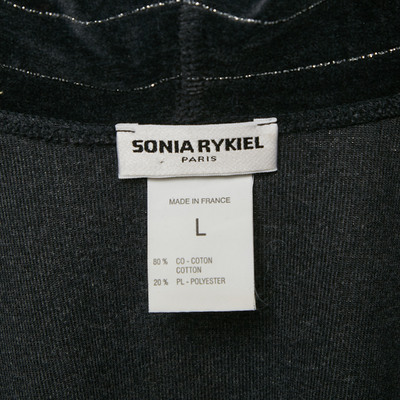 SONIA RYKIEL
PARIS
MADE IN FRANCE
L
80 % CO - COTON
COTTON
20 % PL - POLYESTER